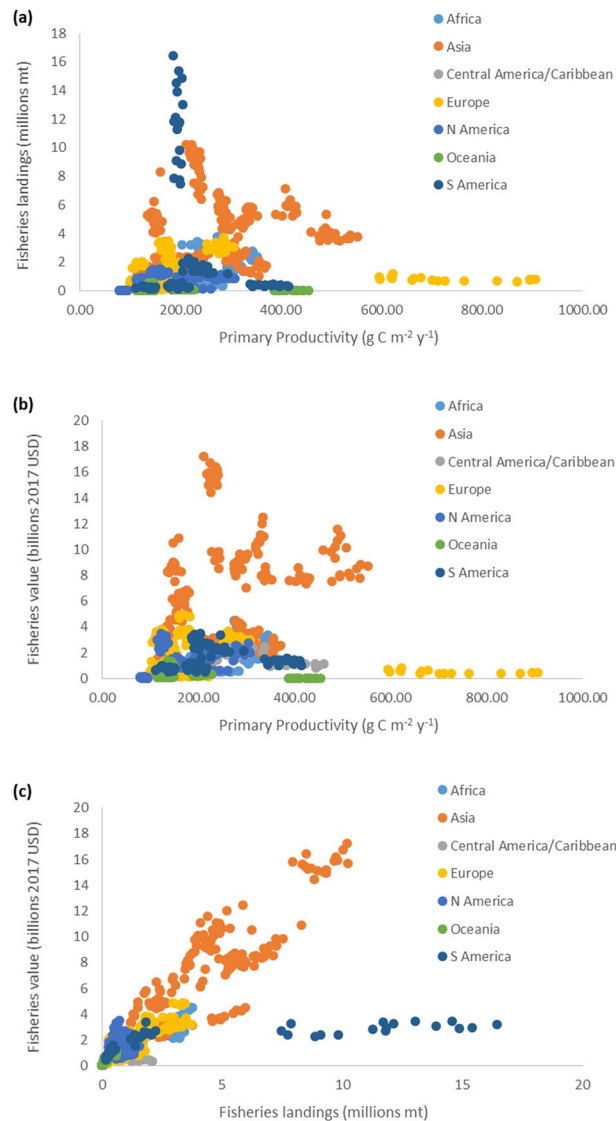 (a)
18
16
14
12
10
8
6
4
2
0
Fisheries landings (millions mt)
0.00 200.00 400.00 600.00 800.00 1000.00
Primary Productivity (g C m-2 y-1)
Africa
Asia
Central America/Caribbean
Europe
N America
Oceania
S America
(b)
20
18
16
14
12
10
8
6
4
2
0
Fisheries value (billions 2017 USD)
0.00 200.00 400.00 600.00 800.00 1000.00
Primary Productivity (g C m-2 y-1)
Africa
Asia
Central America/Caribbean
Europe
N America
Oceania
S America
(c)
20
18
16
14
12
10
8
6
4
2
0
Fisheries value (billions 2017 USD)
0 5 10 15 20
Fisheries landings (millions mt)
Africa
Asia
Central America/Caribbean
Europe
N America
Oceania
S America